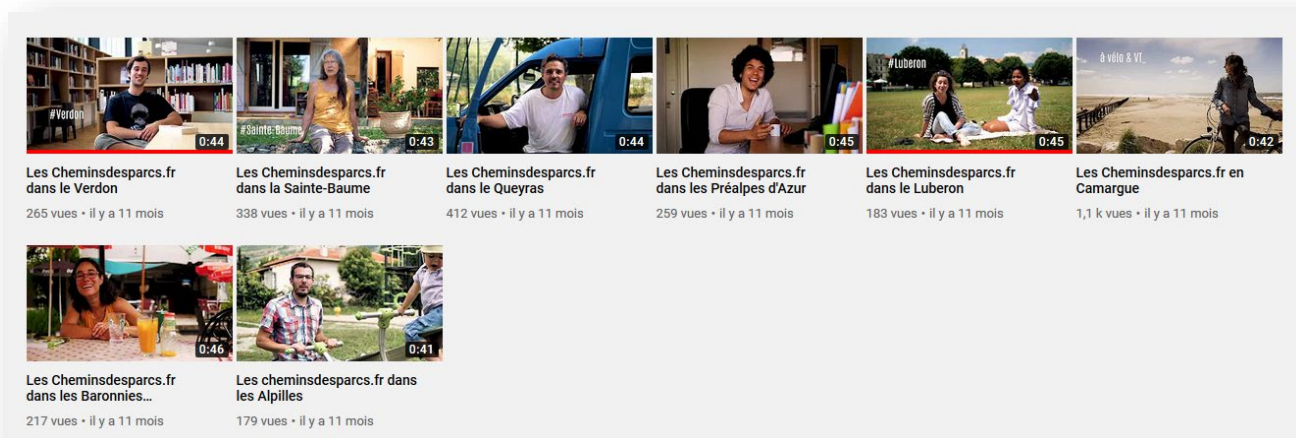 #Verdon
0:44
#Sainte-Baume
0:43
0:44
0:45
#Luberon
0:45
à vélo & VT_
0:42
Les Cheminsdesparcs.fr
dans le Verdon
265 vues • il y a 11 mois
Les Cheminsdesparcs.fr
dans la Sainte-Baume
338 vues • il y a 11 mois
Les Cheminsdesparcs.fr
dans le Queyras
412 vues • il y a 11 mois
Les Cheminsdesparcs.fr
dans les Préalpes d'Azur
259 vues • il y a 11 mois
Les Cheminsdesparcs.fr
dans le Luberon
183 vues • il y a 11 mois
Les Cheminsdesparcs.fr en
Camargue
1,1 k vues • il y a 11 mois
0:46
0:41
Les Cheminsdesparcs.fr
dans les Baronnies...
217 vues • il y a 11 mois
Les cheminsdesparcs.fr dans
les Alpilles
179 vues • il y a 11 mois